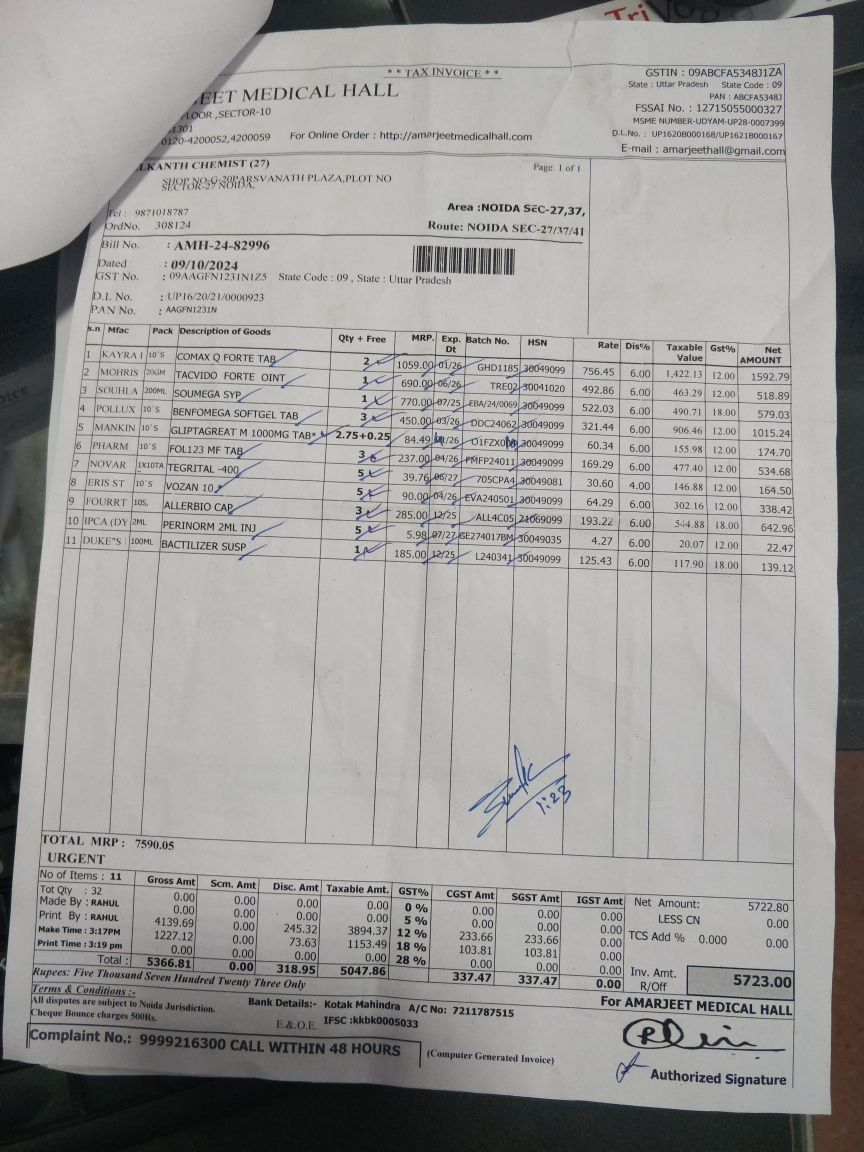 * * TAX INVOICE * *
GSTIN : 09ABCFA5348J1ZA
State : Uttar Pradesh State Code : 09
PAN : ABCFA5348J
FSSAI No. : 12715055000327
MSME NUMBER-UDYAM-UP28-0007399
D.L.No. : UP1620B000168/UP1621B000167
E-mail : amarjeethall@gmail.com
JEET MEDICAL HALL
FLOOR ,SECTOR-10
1301
0120-4200052,4200059 For Online Order : http://amarjeetmedicalhall.com
LKANTH CHEMIST (27) Page: 1 of 1
SHOP NO-G-20PARSVANATH PLAZA,PLOT NO
SECTOR-27 NOIDA,
Tel : 9871018787 Area :NOIDA SEC-27,37,
OrdNo. 308124 Route: NOIDA SEC-27/37/41
Bill No. : AMH-24-82996
Dated : 09/10/2024
GST No. : 09AAGFN1231N1Z5 State Code : 09 , State : Uttar Pradesh
D.L No. : UP16/20/21/0000923
PAN No. : AAGFN1231N
s.n Mfac Pack Description of Goods Qty + Free MRP. Exp. Dt Batch No. HSN Rate Dis% Taxable Value Gst% Net AMOUNT
1 KAYRA I 10`S COMAX Q FORTE TAB 2 1059.00 01/26 GHD1185 30049099 756.45 6.00 1,422.13 12.00 1592.79
2 MOHRIS 20GM TACVIDO FORTE OINT 1 690.00 06/26 TRE02 30041020 492.86 6.00 463.29 12.00 518.89
3 SOUHLA 200ML SOUMEGA SYP 1 770.00 07/25 EBA/24/0069 30049099 522.03 6.00 490.71 18.00 579.03
4 POLLUX 10`S BENFOMEGA SOFTGEL TAB 3 450.00 03/26 DDC24062 30049099 321.44 6.00 906.46 12.00 1015.24
5 MANKIN 10`S GLIPTAGREAT M 1000MG TAB* 2.75+0.25 84.49 /26 30049099 60.34 6.00 155.98 12.00 174.70
6 PHARM 10`S FOL123 MF TAB 3 237.00 04/26 FMFP24011 30049099 169.29 6.00 477.40 12.00 534.68
7 NOVAR 1X10TA TEGRITAL -400 5 39.76 06/27 705CPA4 30049081 30.60 4.00 146.88 12.00 164.50
8 ERIS ST 10`S VOZAN 10 * 5 90.00 04/26 EVA240501 30049099 64.29 6.00 302.16 12.00 338.42
9 FOURRT 10S, ALLERBIO CAP 3 285.00 12/25 ALL4C05 21069099 193.22 6.00 544.88 18.00 642.96
10 IPCA (DY 2ML PERINORM 2ML INJ 5 5.98 07/27 GE274017BM 30049035 4.27 6.00 20.07 12.00 22.47
11 DUKE"S 100ML BACTILIZER SUSP 1 185.00 12/25 L240341 30049099 125.43 6.00 117.90 18.00 139.12
1:23
TOTAL MRP : 7590.05
URGENT
No of Items : 11 Gross Amt Scm. Amt Disc. Amt Taxable Amt. GST% CGST Amt SGST Amt IGST Amt Net Amount: 5722.80
Tot Qty : 32 0.00 0.00 0.00 0.00 0 % 0.00 0.00 0.00 LESS CN 0.00
Made By : RAHUL 0.00 0.00 0.00 0.00 5 % 0.00 0.00 0.00 TCS Add % 0.000 0.00
Print By : RAHUL 4139.69 0.00 245.32 3894.37 12 % 233.66 233.66 0.00
Make Time : 3:17PM 1227.12 0.00 73.63 1153.49 18 % 103.81 103.81 0.00
Print Time : 3:19 pm 0.00 0.00 0.00 0.00 28 % 0.00 0.00 0.00
Total : 5366.81 0.00 318.95 5047.86 337.47 337.47 0.00 Inv. Amt. R/Off 5723.00
Rupees: Five Thousand Seven Hundred Twenty Three Only
Terms & Conditions :-
All disputes are subject to Noida Jurisdiction.
Cheque Bounce charges 500Rs.
Bank Details:- Kotak Mahindra A/C No: 7211787515
E.&.O.E. IFSC :kkbk0005033
For AMARJEET MEDICAL HALL
Complaint No.: 9999216300 CALL WITHIN 48 HOURS
(Computer Generated Invoice)
Authorized Signature